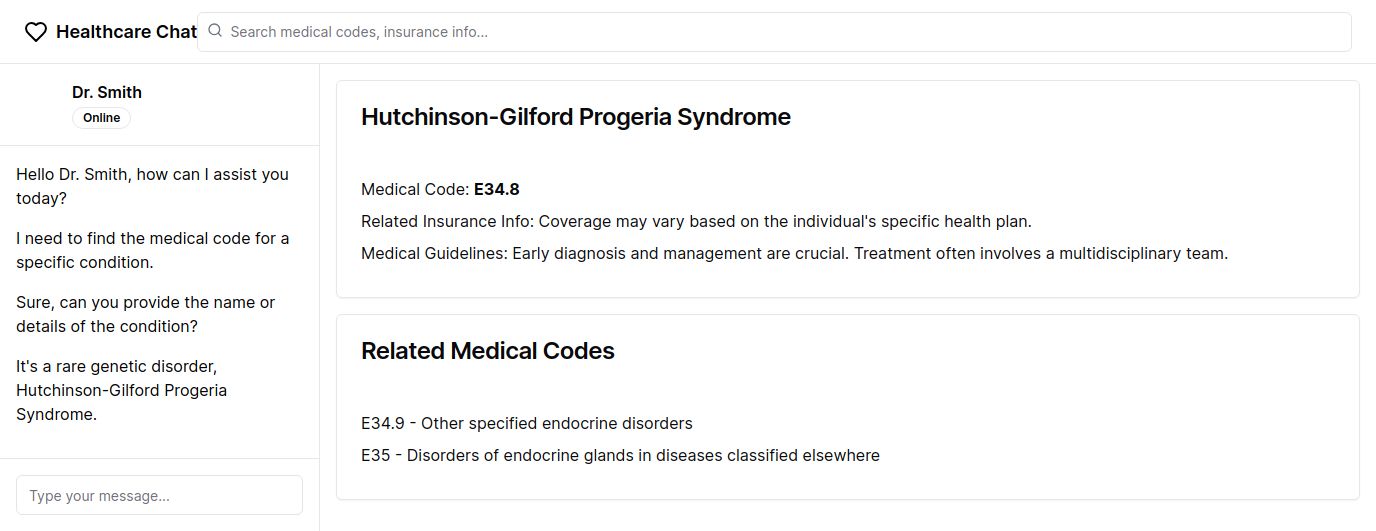 Healthcare Chat
Search medical codes, insurance info...
Dr. Smith
Online
Hello Dr. Smith, how can I assist you
today?
I need to find the medical code for a
specific condition.
Sure, can you provide the name or
details of the condition?
It's a rare genetic disorder,
Hutchinson-Gilford Progeria
Syndrome.
Type your message...
Hutchinson-Gilford Progeria Syndrome
Medical Code: E34.8
Related Insurance Info: Coverage may vary based on the individual's specific health plan.
Medical Guidelines: Early diagnosis and management are crucial. Treatment often involves a multidisciplinary team.
Related Medical Codes
E34.9 - Other specified endocrine disorders
E35 - Disorders of endocrine glands in diseases classified elsewhere